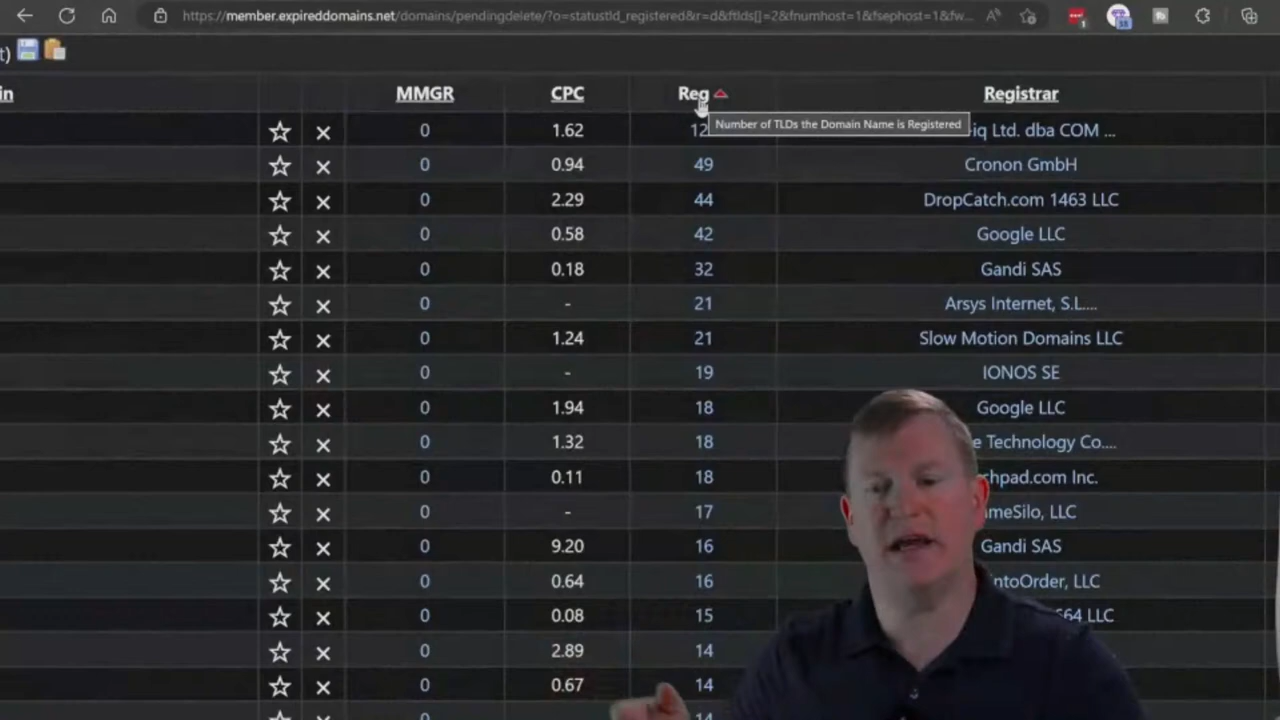 https://member.expireddomains.net/domains/pendingdelete/?o=statustld_registered&r=d&ftlds[]=2&fnumhost=1&fsephost=1&fw...
t)
in MMGR CPC Reg Registrar
Number of TLDs the Domain Name is Registered
0 1.62 12 iq Ltd. dba COM ...
0 0.94 49 Cronon GmbH
0 2.29 44 DropCatch.com 1463 LLC
0 0.58 42 Google LLC
0 0.18 32 Gandi SAS
0 - 21 Arsys Internet, S.L....
0 1.24 21 Slow Motion Domains LLC
0 - 19 IONOS SE
0 1.94 18 Google LLC
0 1.32 18 e Technology Co....
0 0.11 18 chpad.com Inc.
0 - 17 meSilo, LLC
0 9.20 16 Gandi SAS
0 0.64 16 ntoOrder, LLC
0 0.08 15 664 LLC
0 2.89 14
0 0.67 14